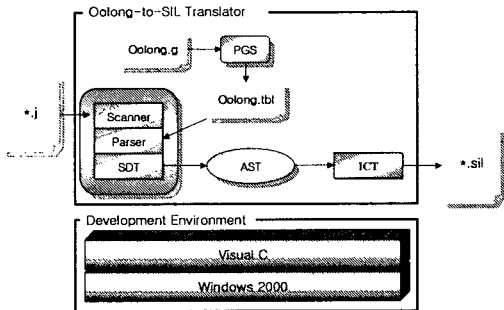 Oolong-to-SIL Translator
Oolong.g
PGS
Oolong.tbl
*.j
Scanner
Parser
SDT
AST
ICT
*.sil
Development Environment
Visual C
Windows 2000